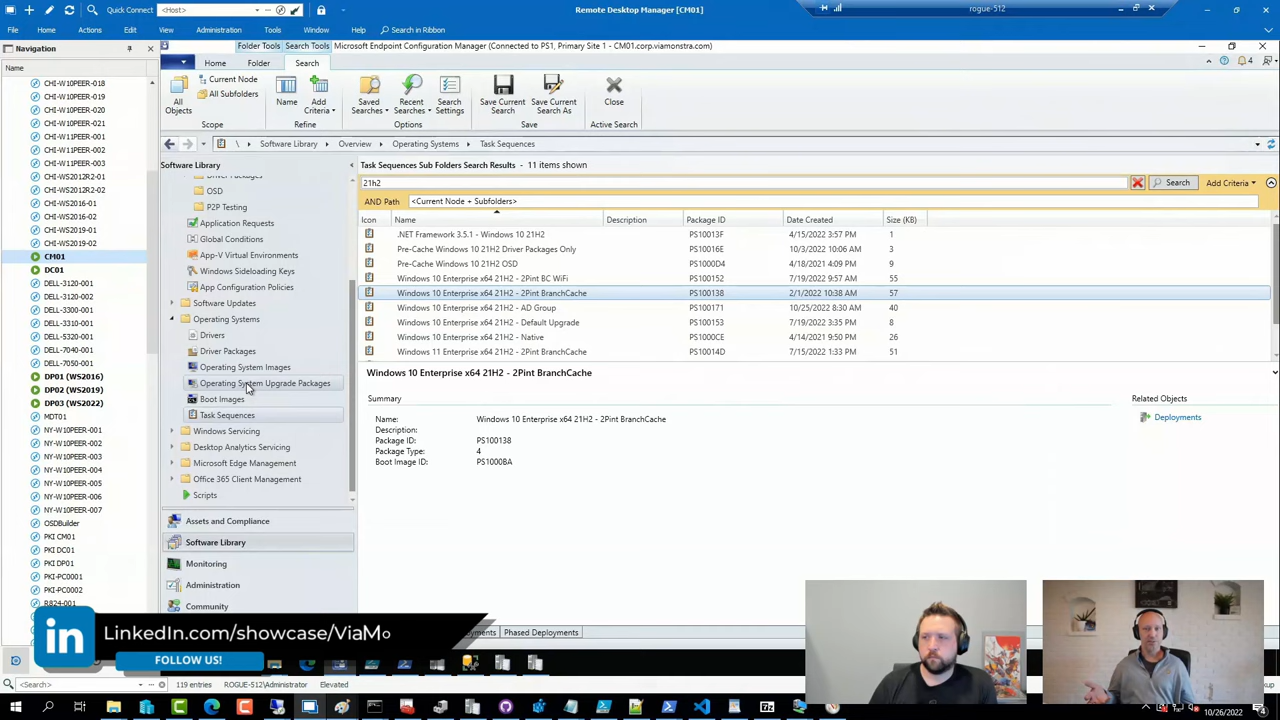 Quick Connect <Host>
Remote Desktop Manager [CM01]
rogue-512
File Home Actions Edit View Administration Tools Window Help Search in Ribbon
Navigation
Name
CHI-W10PEER-018
CHI-W10PEER-019
CHI-W10PEER-020
CHI-W10PEER-021
CHI-W11PEER-001
CHI-W11PEER-002
CHI-W11PEER-003
CHI-WS2012R2-01
CHI-WS2012R2-02
CHI-WS2016-01
CHI-WS2016-02
CHI-WS2019-01
CHI-WS2019-02
CM01
DC01
DELL-3120-001
DELL-3120-002
DELL-3300-001
DELL-3310-001
DELL-5320-001
DELL-7040-001
DELL-7050-001
DP01 (WS2016)
DP02 (WS2019)
DP03 (WS2022)
MDT01
NY-W10PEER-001
NY-W10PEER-002
NY-W10PEER-003
NY-W10PEER-004
NY-W10PEER-005
NY-W10PEER-006
NY-W10PEER-007
OSDBuilder
PKI CM01
PKI DC01
PKI DP01
PKI-PC0001
PKI-PC0002
R824-001
<Search>
119 entries ROGUE-512\Administrator Elevated
Folder Tools Search Tools Microsoft Endpoint Configuration Manager (Connected to PS1, Primary Site 1 - CM01.corp.viamonstra.com)
Home Folder Search
4
All Objects
Current Node
All Subfolders
Scope
Name
Add Criteria
Refine
Saved Searches
Recent Searches
Search Settings
Options
Save Current Search
Save Current Search As
Save
Close
Active Search
\ Software Library Overview Operating Systems Task Sequences
Software Library
Driver Packages
OSD
P2P Testing
Application Requests
Global Conditions
App-V Virtual Environments
Windows Sideloading Keys
App Configuration Policies
Software Updates
Operating Systems
Drivers
Driver Packages
Operating System Images
Operating System Upgrade Packages
Boot Images
Task Sequences
Windows Servicing
Desktop Analytics Servicing
Microsoft Edge Management
Office 365 Client Management
Scripts
Assets and Compliance
Software Library
Monitoring
Administration
Community
Task Sequences Sub Folders Search Results - 11 items shown
21h2 Search Add Criteria
AND Path <Current Node + Subfolders>
Icon Name Description Package ID Date Created Size (KB)
.NET Framework 3.5.1 - Windows 10 21H2 PS10013F 4/15/2022 3:57 PM 1
Pre-Cache Windows 10 21H2 Driver Packages Only PS10016E 10/3/2022 10:06 AM 3
Pre-Cache Windows 10 21H2 OSD PS1000D4 4/18/2021 4:09 PM 9
Windows 10 Enterprise x64 21H2 - 2Pint BC WiFi PS100152 7/19/2022 9:57 AM 55
Windows 10 Enterprise x64 21H2 - 2Pint BranchCache PS100138 2/1/2022 10:38 AM 57
Windows 10 Enterprise x64 21H2 - AD Group PS100171 10/25/2022 8:30 AM 40
Windows 10 Enterprise x64 21H2 - Default Upgrade PS100153 7/19/2022 3:35 PM 8
Windows 10 Enterprise x64 21H2 - Native PS1000CE 4/14/2021 9:50 PM 26
Windows 11 Enterprise x64 21H2 - 2Pint BranchCache PS10014D 7/15/2022 1:33 PM 51
Windows 10 Enterprise x64 21H2 - 2Pint BranchCache
Summary
Name: Windows 10 Enterprise x64 21H2 - 2Pint BranchCache
Description:
Package ID: PS100138
Package Type: 4
Boot Image ID: PS1000BA
Related Objects
Deployments
Phased Deployments
in
LinkedIn.com/showcase/ViaMo
FOLLOW US!
10/26/2022
4